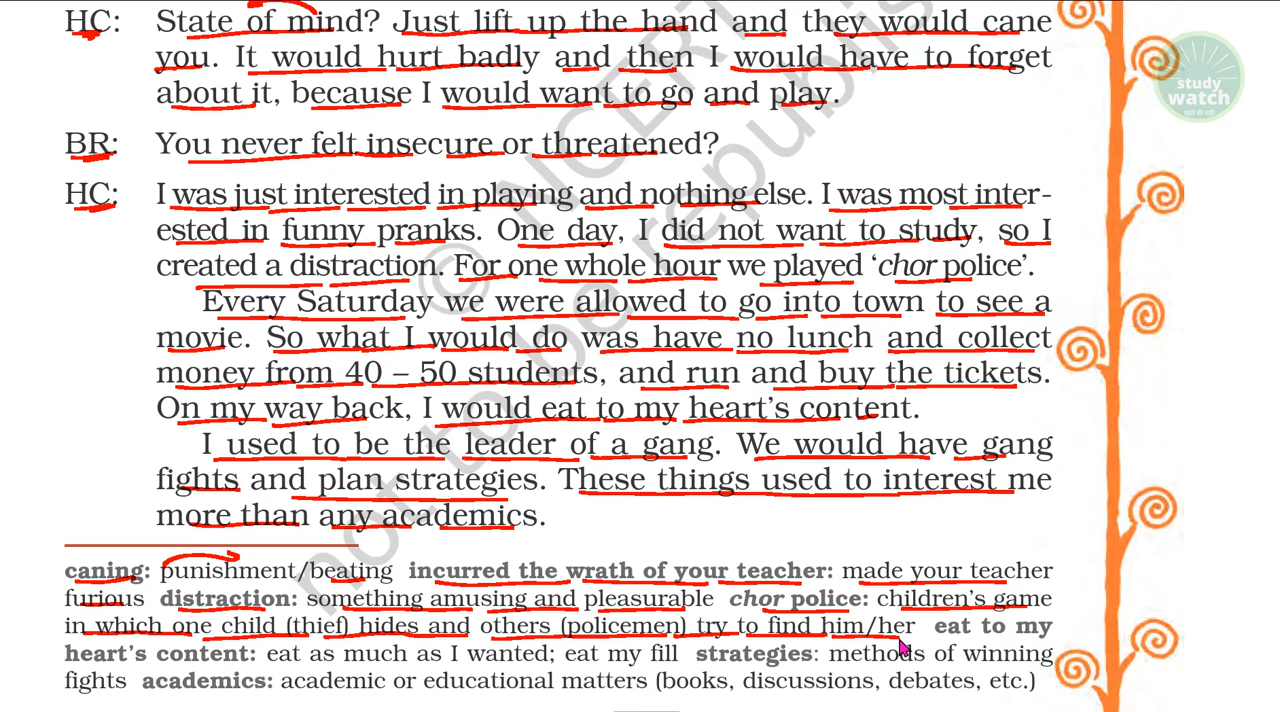 HC: State of mind? Just lift up the hand and they would cane
you. It would hurt badly and then I would have to forget
about it, because I would want to go and play.
BR: You never felt insecure or threatened?
HC: I was just interested in playing and nothing else. I was most inter-
ested in funny pranks. One day, I did not want to study, so I
created a distraction. For one whole hour we played ‘chor police’.
Every Saturday we were allowed to go into town to see a
movie. So what I would do was have no lunch and collect
money from 40 – 50 students, and run and buy the tickets.
On my way back, I would eat to my heart’s content.
I used to be the leader of a gang. We would have gang
fights and plan strategies. These things used to interest me
more than any academics.
caning: punishment/beating incurred the wrath of your teacher: made your teacher
furious distraction: something amusing and pleasurable chor police: children’s game
in which one child (thief) hides and others (policemen) try to find him/her eat to my
heart’s content: eat as much as I wanted; eat my fill strategies: methods of winning
fights academics: academic or educational matters (books, discussions, debates, etc.)
© NCERT
not to be republis
study
watch